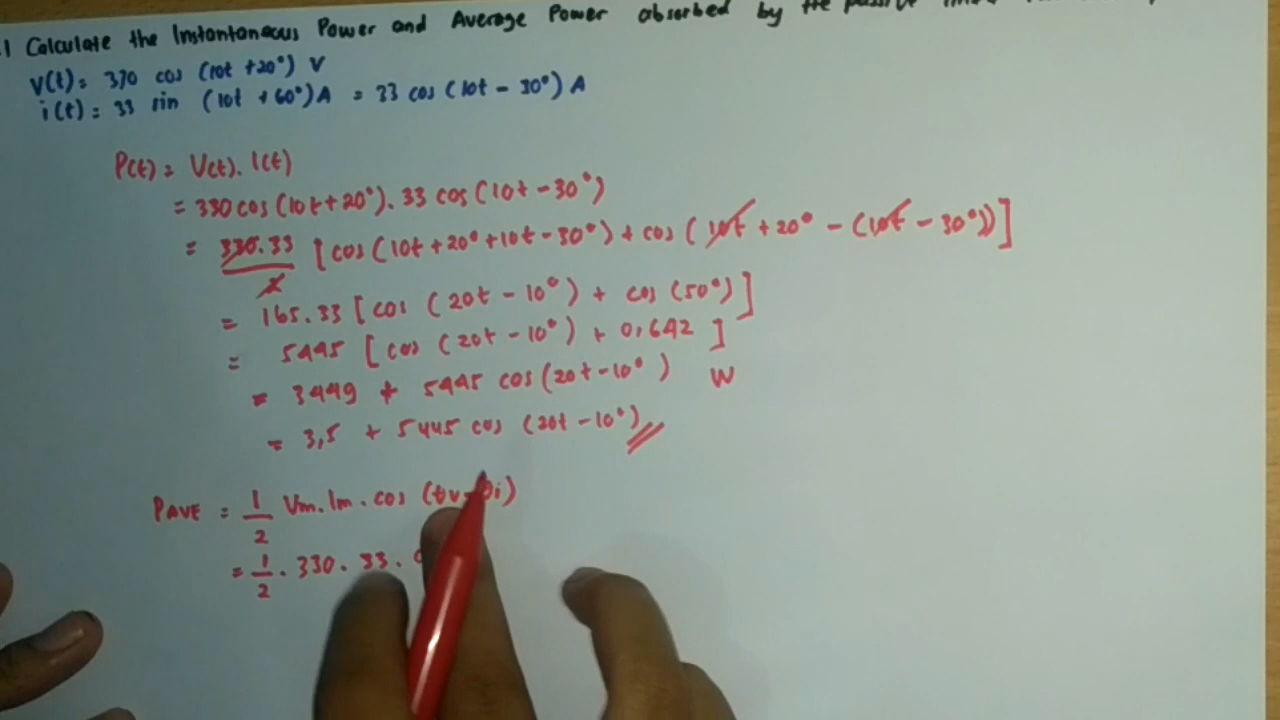 .1 Calculate the Instantaneous Power and Average Power absorbed by the passive
v(t) = 330 cos (10t +20°) V
i(t) = 33 sin (10t +60°)A = 33 cos (10t - 30°) A
P(t) = V(t). I(t)
= 330 cos (10t+20°). 33 cos (10t-30°)
= 330.33/2 [cos (10t+20°+10t-30°) + cos (10t +20° - (10t - 30°))]
= 165.33 [cos (20t - 10°) + cos (50°)]
= 5445 [cos (20t -10°) + 0,642 ]
= 3499 + 5445 cos (20t-10°) W
= 3,5 + 5445 cos (20t -10°)
PAVE = 1/2 Vm. Im. cos (θv-θi)
= 1/2 . 330. 33.